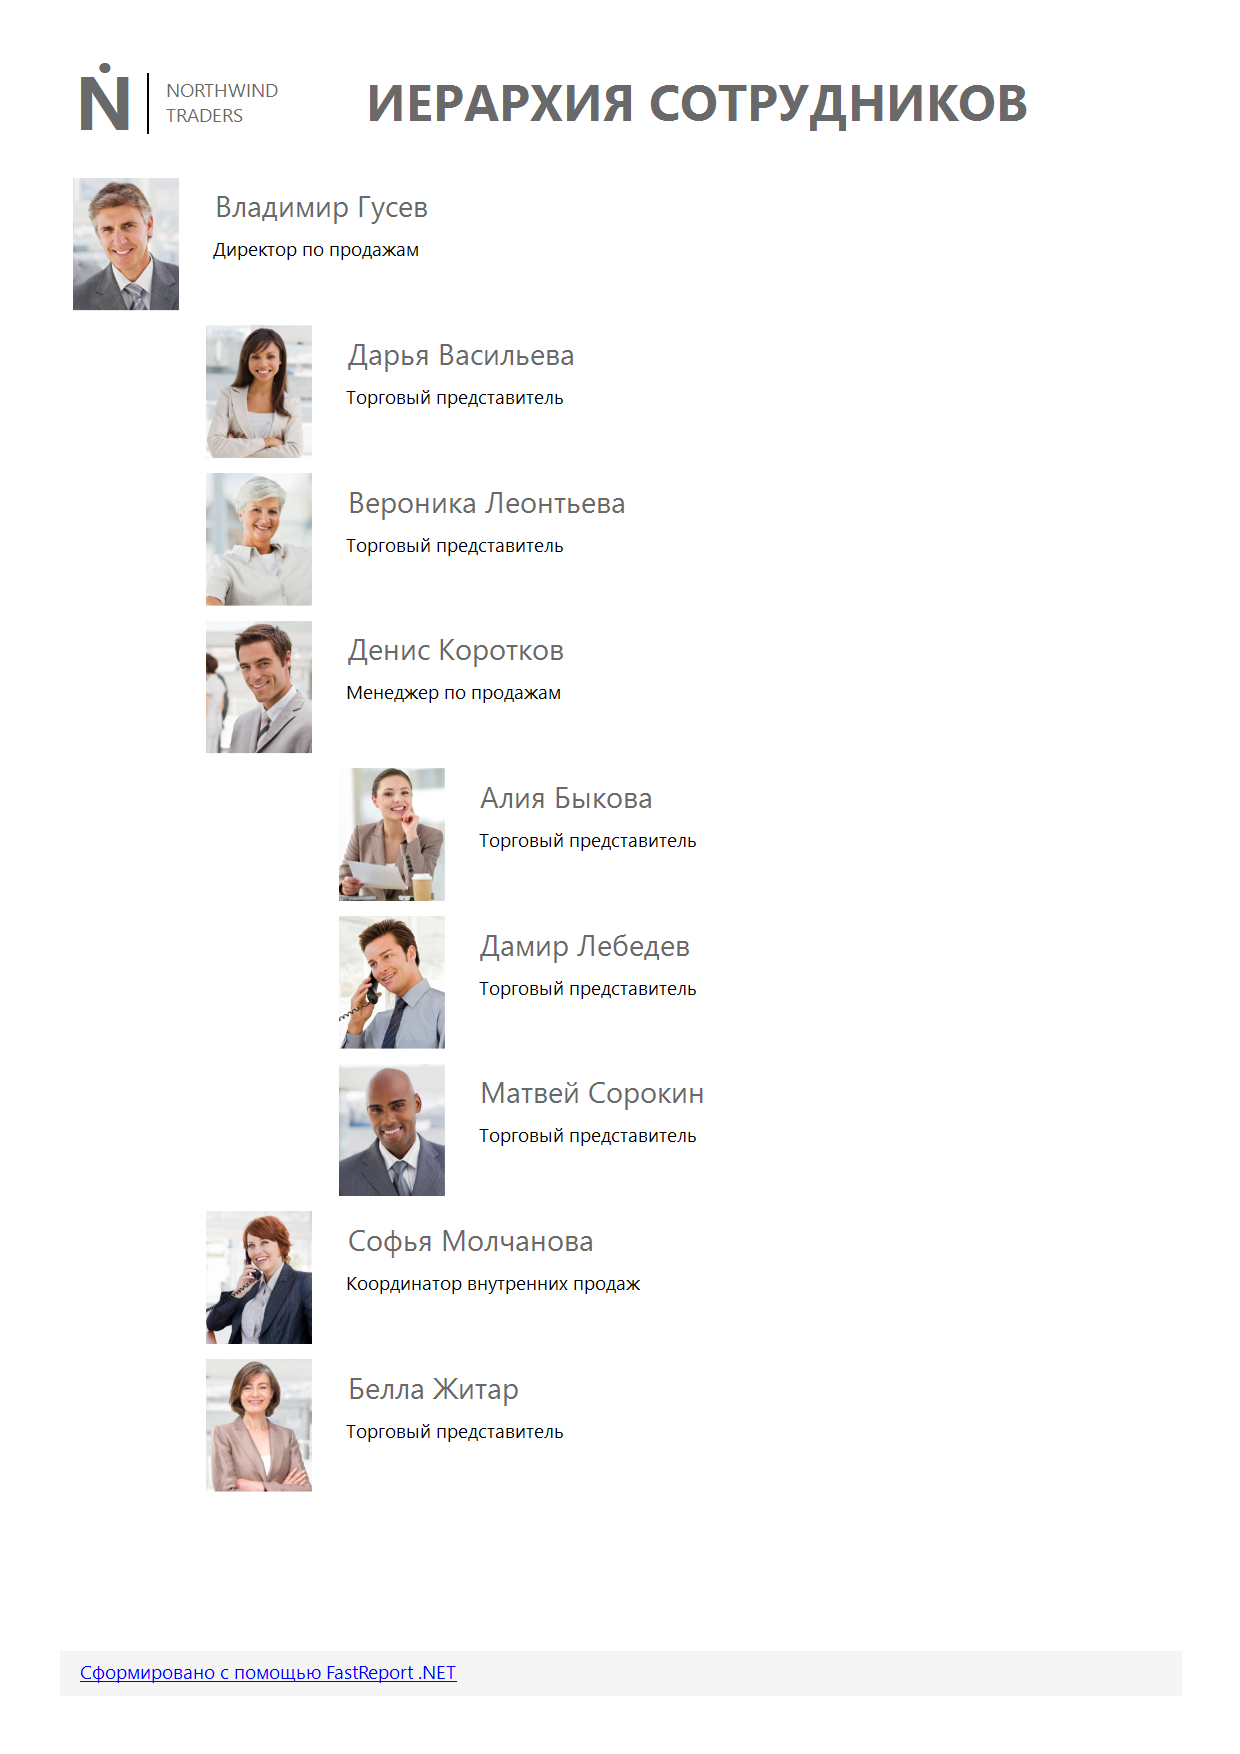 N
NORTHWIND
TRADERS
ИЕРАРХИЯ СОТРУДНИКОВ
Владимир Гусев
Директор по продажам
Дарья Васильева
Торговый представитель
Вероника Леонтьева
Торговый представитель
Денис Коротков
Менеджер по продажам
Алия Быкова
Торговый представитель
Дамир Лебедев
Торговый представитель
Матвей Сорокин
Торговый представитель
Софья Молчанова
Координатор внутренних продаж
Белла Житар
Торговый представитель
Сформировано с помощью FastReport .NET